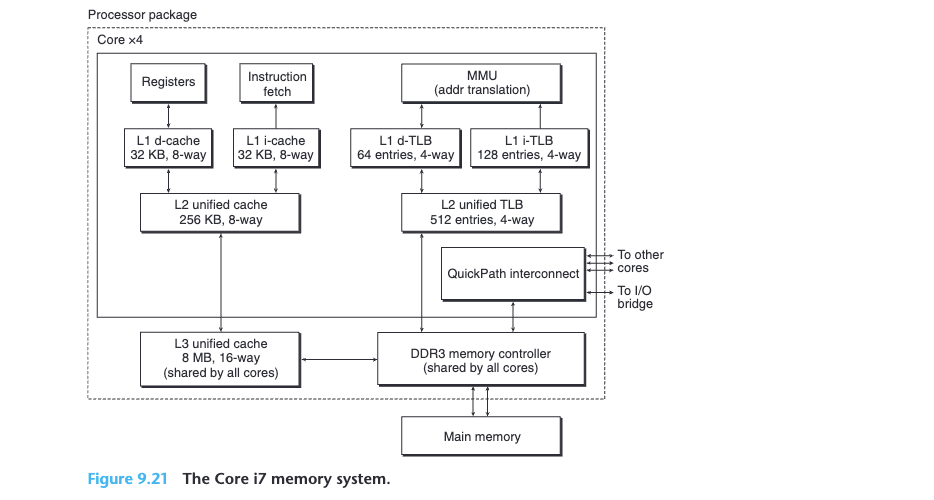 Processor package
Core ×4
Registers
Instruction
fetch
MMU
(addr translation)
L1 d-cache
32 KB, 8-way
L1 i-cache
32 KB, 8-way
L1 d-TLB
64 entries, 4-way
L1 i-TLB
128 entries, 4-way
L2 unified cache
256 KB, 8-way
L2 unified TLB
512 entries, 4-way
QuickPath interconnect
To other
cores
To I/O
bridge
L3 unified cache
8 MB, 16-way
(shared by all cores)
DDR3 memory controller
(shared by all cores)
Main memory
Figure 9.21 The Core i7 memory system.